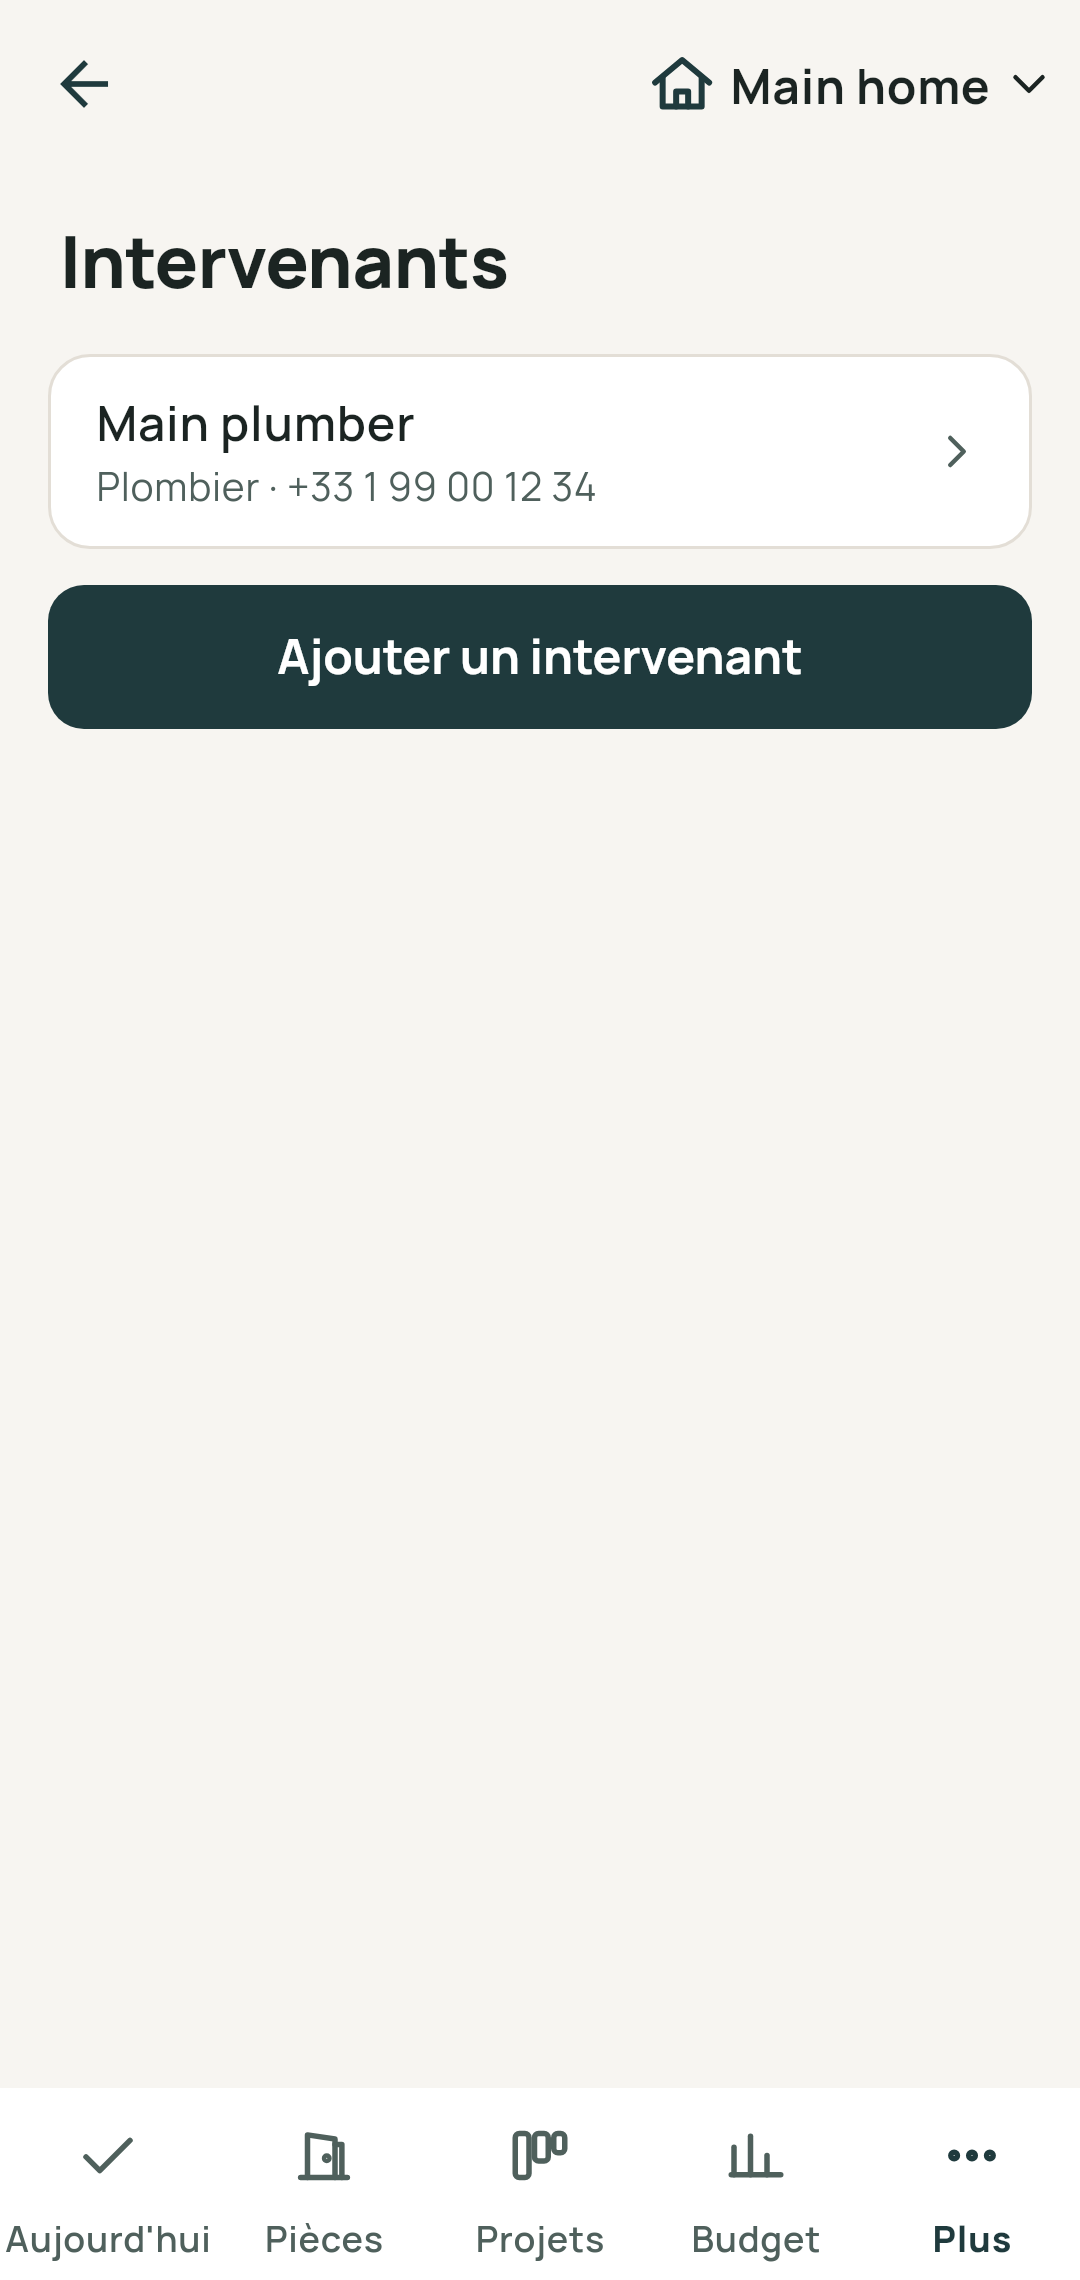 Main home
Intervenants
Main plumber
Plombier · +33 1 99 00 12 34
Ajouter un intervenant
Aujourd'hui
Pièces
Projets
Budget
Plus